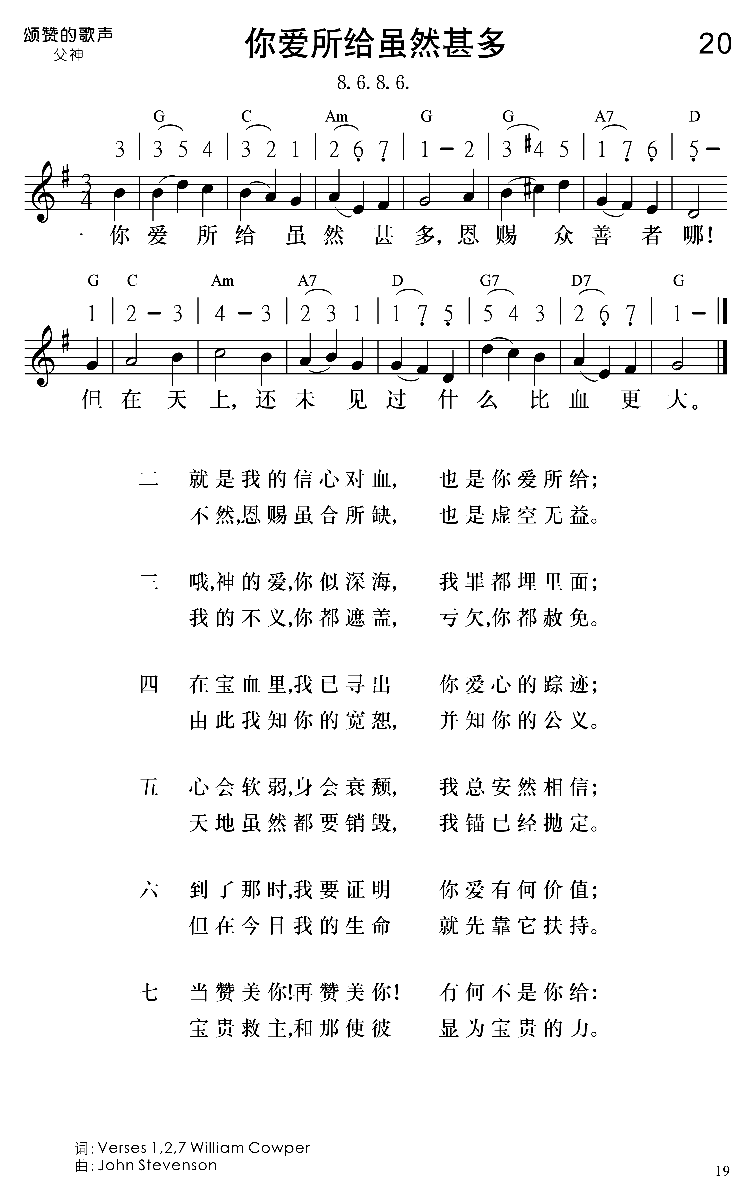 颂赞的歌声
父神
你爱所给虽然甚多
20
8. 6. 8. 6.
G C Am G G A7 D
3 | 3 5 4 | 3 2 1 | 2 6 7 | 1 – 2 | 3 #4 5 | 1 7 6 | 5 –
3 4
· 你 爱 所 给 虽 然 甚 多, 恩 赐 众 善 者 哪!
G C Am A7 D G7 D7 G
1 | 2 – 3 | 4 – 3 | 2 3 1 | 1 7 5 | 5 4 3 | 2 6 7 | 1 –
但 在 天 上, 还 未 见 过 什 么 比 血 更 大。
二 就是我的信心对血, 也是你爱所给;
不然,恩赐虽合所缺, 也是虚空无益。
三 哦,神的爱,你似深海, 我罪都埋里面;
我的不义,你都遮盖, 亏欠,你都赦免。
四 在宝血里,我已寻出 你爱心的踪迹;
由此我知你的宽恕, 并知你的公义。
五 心会软弱,身会衰颓, 我总安然相信;
天地虽然都要销毁, 我锚已经抛定。
六 到了那时,我要证明 你爱有何价值;
但在今日我的生命 就先靠它扶持。
七 当赞美你!再赞美你! 有何不是你给:
宝贵救主,和那使彼 显为宝贵的力。
词: Verses 1,2,7 William Cowper
曲: John Stevenson
19